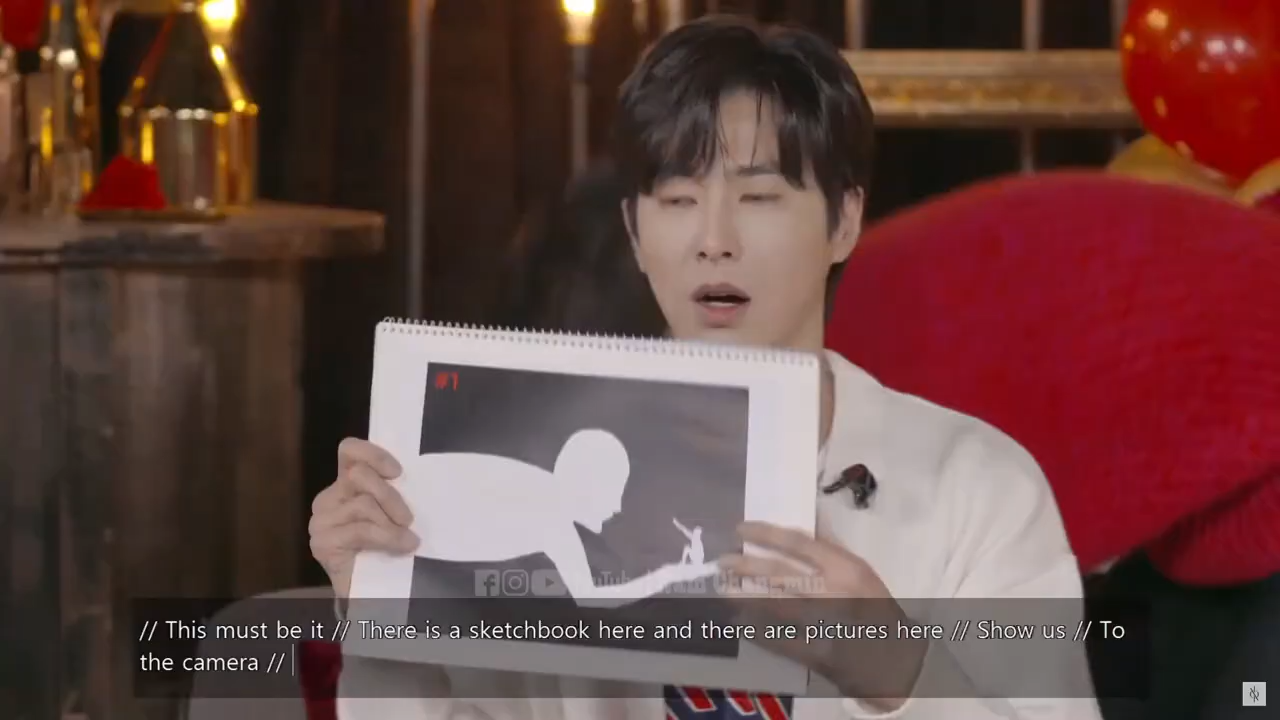 #1
// This must be it // There is a sketchbook here and there are pictures here // Show us // To
the camera //